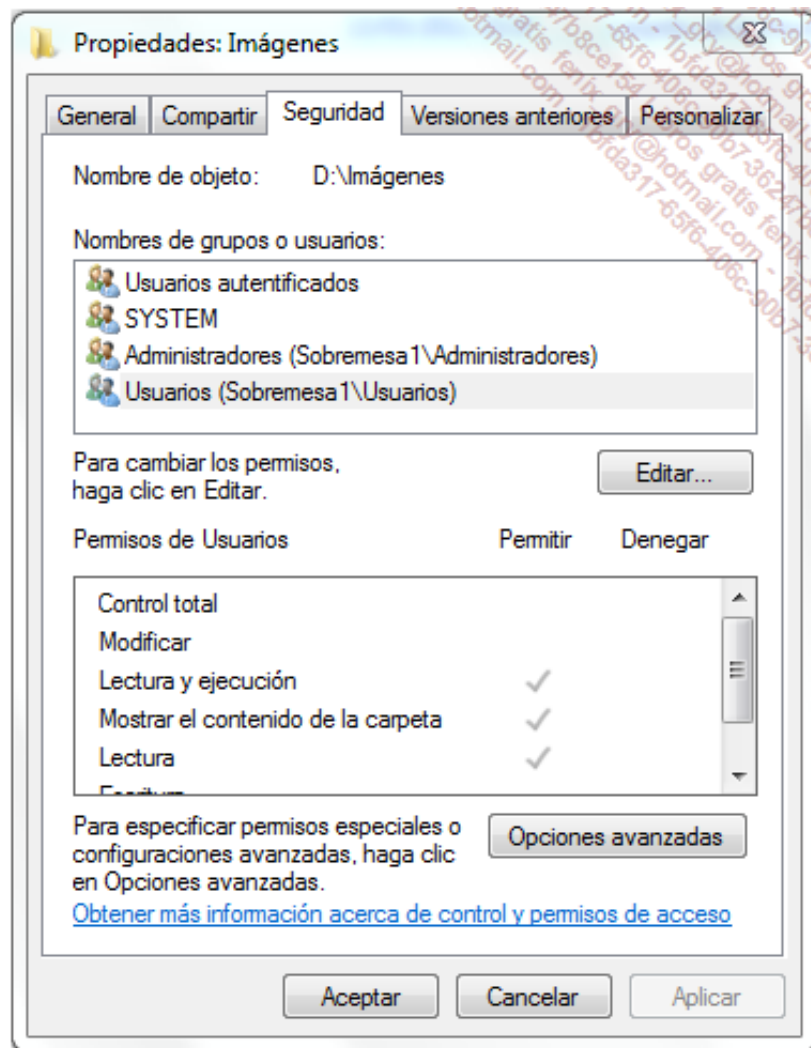 Propiedades: Imágenes
General Compartir Seguridad Versiones anteriores Personalizar
Nombre de objeto: D:\Imágenes
Nombres de grupos o usuarios:
Usuarios autentificados
SYSTEM
Administradores (Sobremesa1\Administradores)
Usuarios (Sobremesa1\Usuarios)
Para cambiar los permisos,
haga clic en Editar.
Editar...
Permisos de Usuarios Permitir Denegar
Control total
Modificar
Lectura y ejecución
Mostrar el contenido de la carpeta
Lectura
Escritura
Para especificar permisos especiales o
configuraciones avanzadas, haga clic
en Opciones avanzadas.
Opciones avanzadas
Obtener más información acerca de control y permisos de acceso
Aceptar Cancelar Aplicar